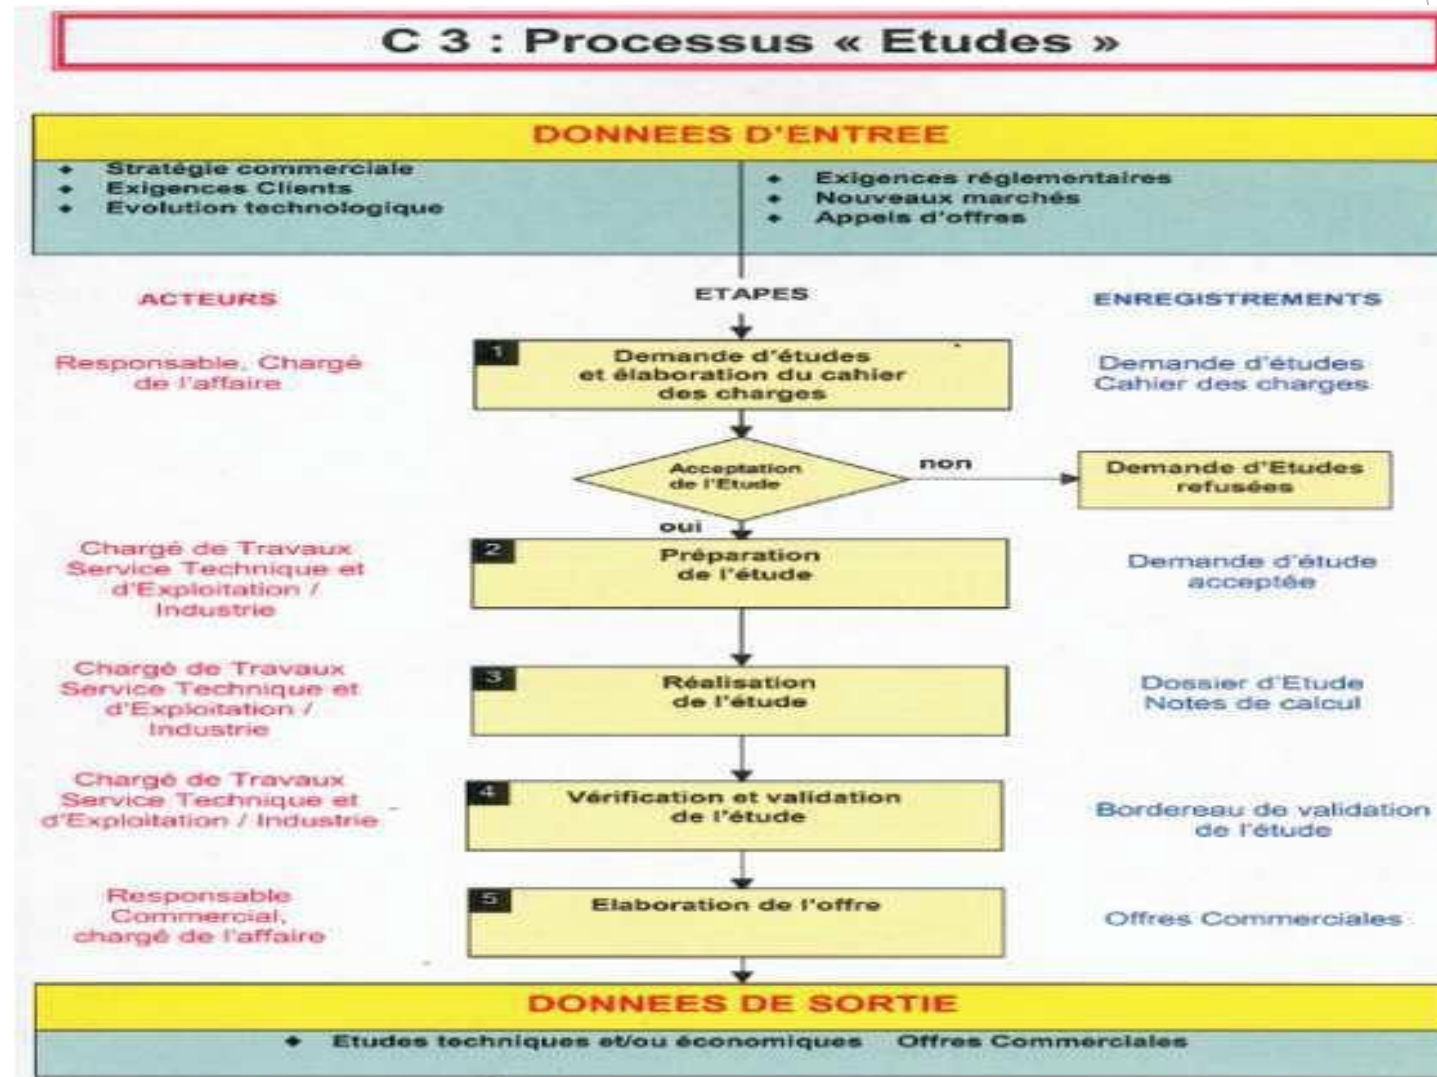 C 3 : Processus « Etudes »
DONNEES D'ENTREE
♦ Stratégie commerciale
♦ Exigences Clients
♦ Evolution technologique
♦ Exigences réglementaires
♦ Nouveaux marchés
♦ Appels d'offres
ACTEURS
ETAPES
ENREGISTREMENTS
Responsable, Chargé
de l'affaire
1
Demande d'études
et élaboration du cahier
des charges
Demande d'études
Cahier des charges
Acceptation
de l'Etude
non
Demande d'Etudes
refusées
oui
Chargé de Travaux
Service Technique et
d'Exploitation /
Industrie
2
Préparation
de l'étude
Demande d'étude
acceptée
Chargé de Travaux
Service Technique et
d'Exploitation /
Industrie
3
Réalisation
de l'étude
Dossier d'Etude
Notes de calcul
Chargé de Travaux
Service Technique et
d'Exploitation / Industrie
4
Vérification et validation
de l'étude
Bordereau de validation
de l'étude
Responsable
Commercial,
chargé de l'affaire
5
Elaboration de l'offre
Offres Commerciales
DONNEES DE SORTIE
♦ Etudes techniques et/ou économiques Offres Commerciales